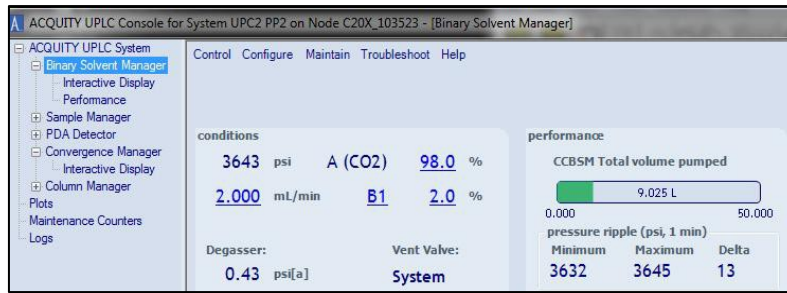 ACQUITY UPLC Console for System UPC2 PP2 on Node C20X_103523 - [Binary Solvent Manager]
ACQUITY UPLC System
Binary Solvent Manager
Interactive Display
Performance
Sample Manager
PDA Detector
Convergence Manager
Interactive Display
Column Manager
Plots
Maintenance Counters
Logs
Control Configure Maintain Troubleshoot Help
conditions
3643 psi A (CO2) 98.0 %
2.000 mL/min B1 2.0 %
Degasser: Vent Valve:
0.43 psi[a] System
performance
CCBSM Total volume pumped
9.025 L
0.000 50.000
pressure ripple (psi, 1 min)
Minimum Maximum Delta
3632 3645 13